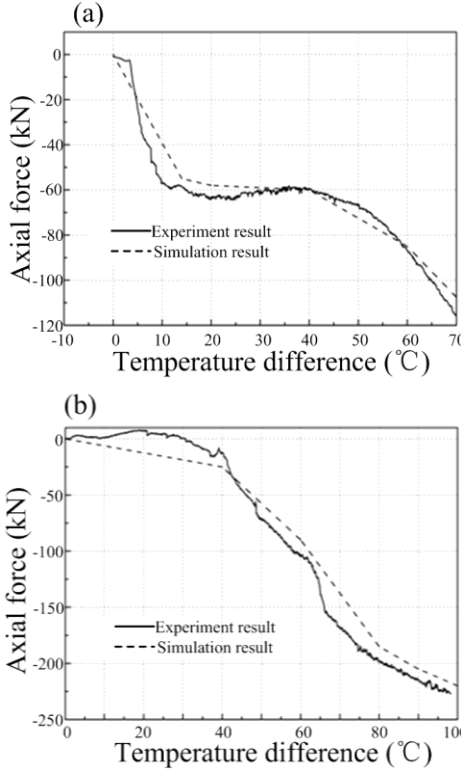 (a)
0
-20
-40
-60
-80
-100
-120
Axial force (kN)
Experiment result
Simulation result
-10 0 10 20 30 40 50 60 70
Temperature difference (℃)
(b)
0
-50
-100
-150
-200
-250
Axial force (kN)
Experiment result
Simulation result
0 20 40 60 80 100
Temperature difference (℃)